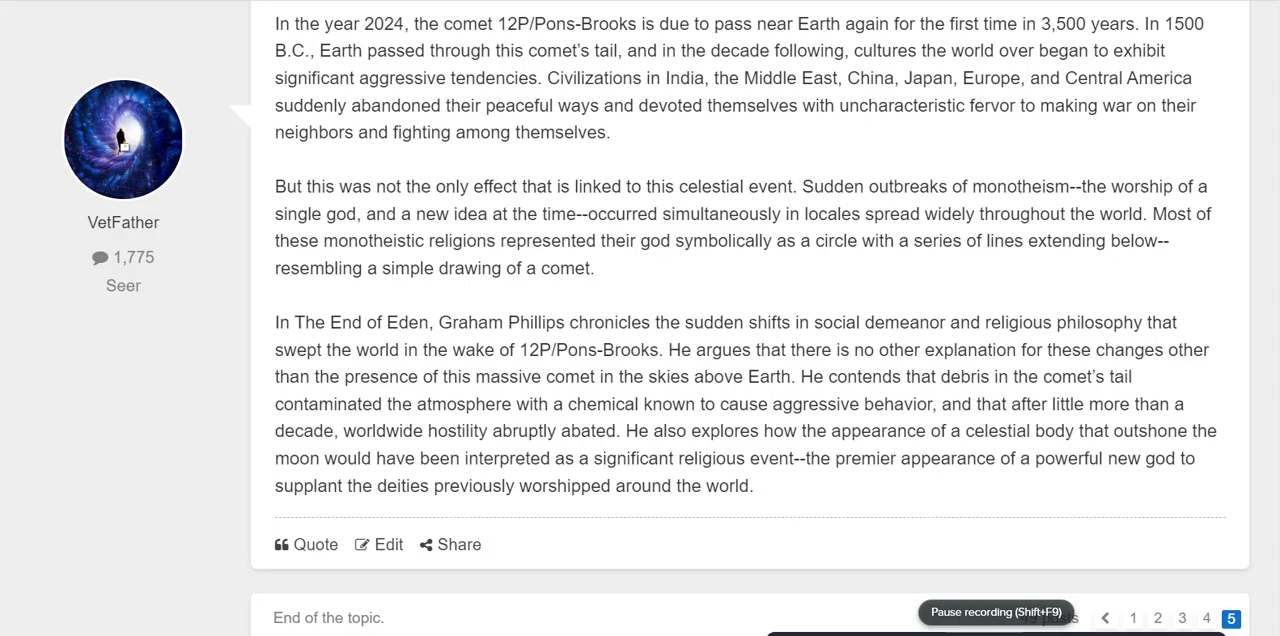 In the year 2024, the comet 12P/Pons-Brooks is due to pass near Earth again for the first time in 3,500 years. In 1500
B.C., Earth passed through this comet’s tail, and in the decade following, cultures the world over began to exhibit
significant aggressive tendencies. Civilizations in India, the Middle East, China, Japan, Europe, and Central America
suddenly abandoned their peaceful ways and devoted themselves with uncharacteristic fervor to making war on their
neighbors and fighting among themselves.
But this was not the only effect that is linked to this celestial event. Sudden outbreaks of monotheism--the worship of a
single god, and a new idea at the time--occurred simultaneously in locales spread widely throughout the world. Most of
these monotheistic religions represented their god symbolically as a circle with a series of lines extending below--
resembling a simple drawing of a comet.
In The End of Eden, Graham Phillips chronicles the sudden shifts in social demeanor and religious philosophy that
swept the world in the wake of 12P/Pons-Brooks. He argues that there is no other explanation for these changes other
than the presence of this massive comet in the skies above Earth. He contends that debris in the comet’s tail
contaminated the atmosphere with a chemical known to cause aggressive behavior, and that after little more than a
decade, worldwide hostility abruptly abated. He also explores how the appearance of a celestial body that outshone the
moon would have been interpreted as a significant religious event--the premier appearance of a powerful new god to
supplant the deities previously worshipped around the world.
VetFather
1,775
Seer
Quote Edit Share
End of the topic.
Pause recording (Shift+F9)
posts 1 2 3 4 5